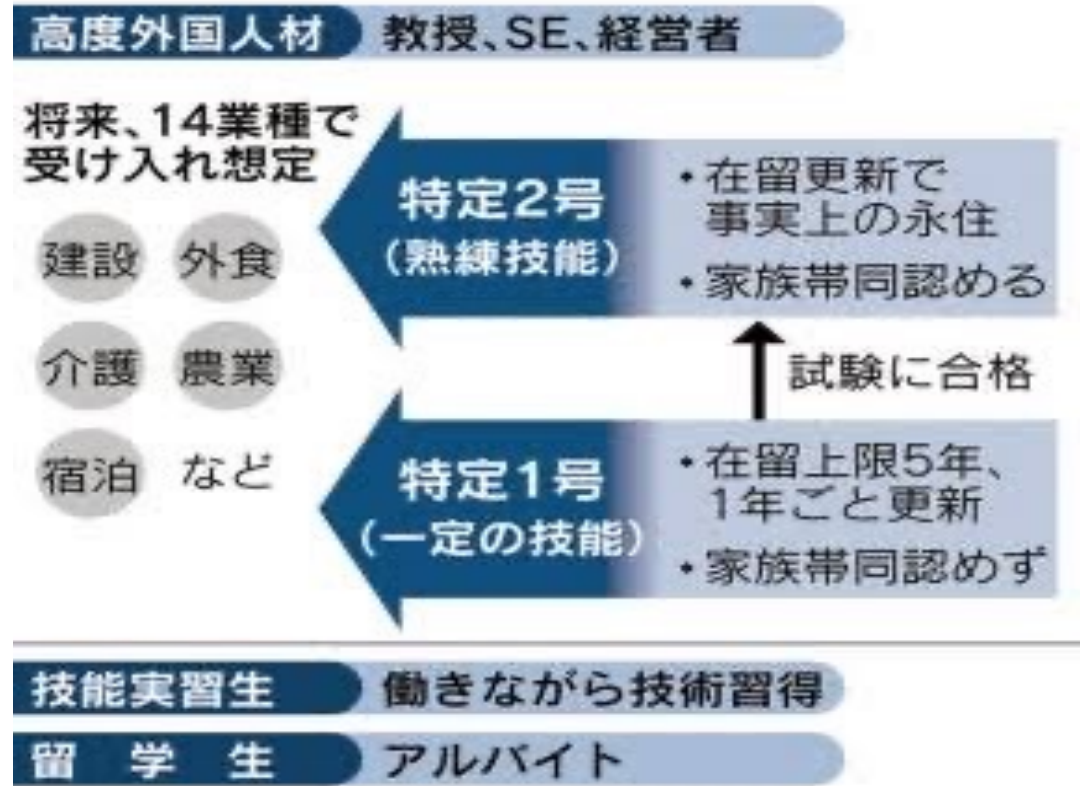 高度外国人材 教授、SE、経営者
将来、14業種で
受け入れ想定
建設 外食
介護 農業
宿泊 など
特定2号
(熟練技能)
・在留更新で
事実上の永住
・家族帯同認める
試験に合格
特定1号
(一定の技能)
・在留上限5年、
1年ごと更新
・家族帯同認めず
技能実習生 働きながら技術習得
留学生 アルバイト